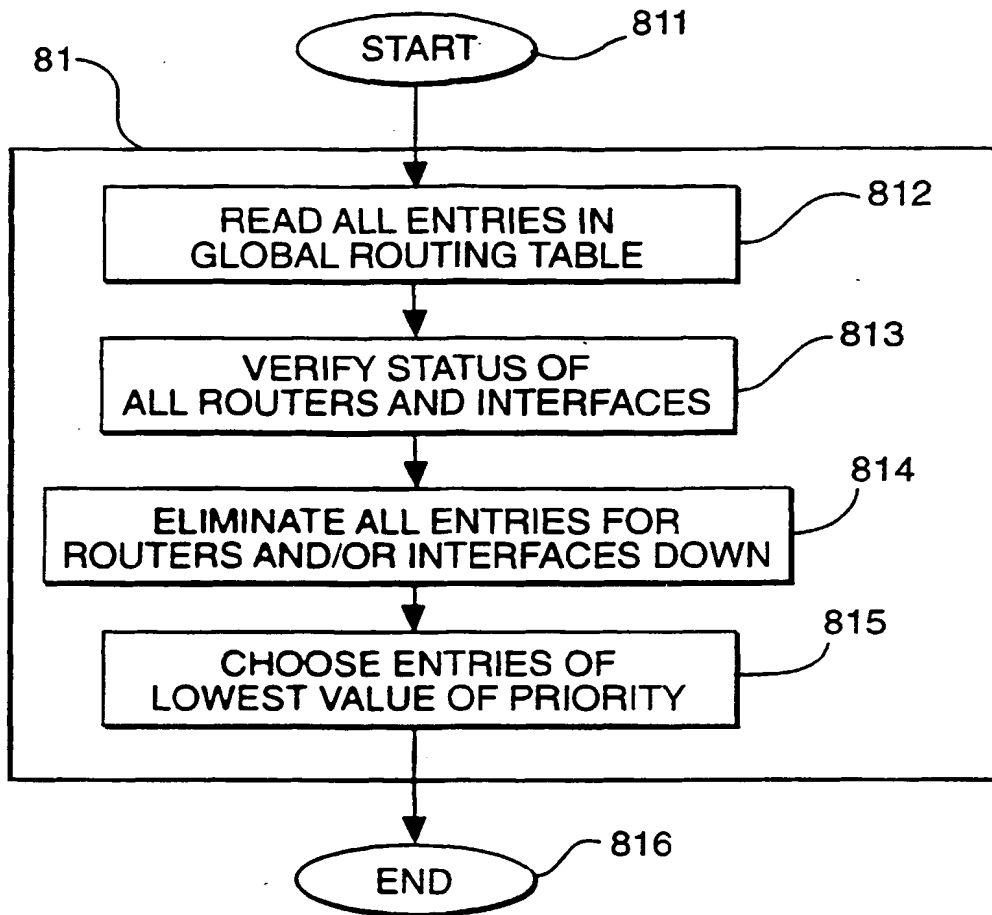 START
811
81
READ ALL ENTRIES IN
GLOBAL ROUTING TABLE
812
VERIFY STATUS OF
ALL ROUTERS AND INTERFACES
813
ELIMINATE ALL ENTRIES FOR
ROUTERS AND/OR INTERFACES DOWN
814
CHOOSE ENTRIES OF
LOWEST VALUE OF PRIORITY
815
END
816